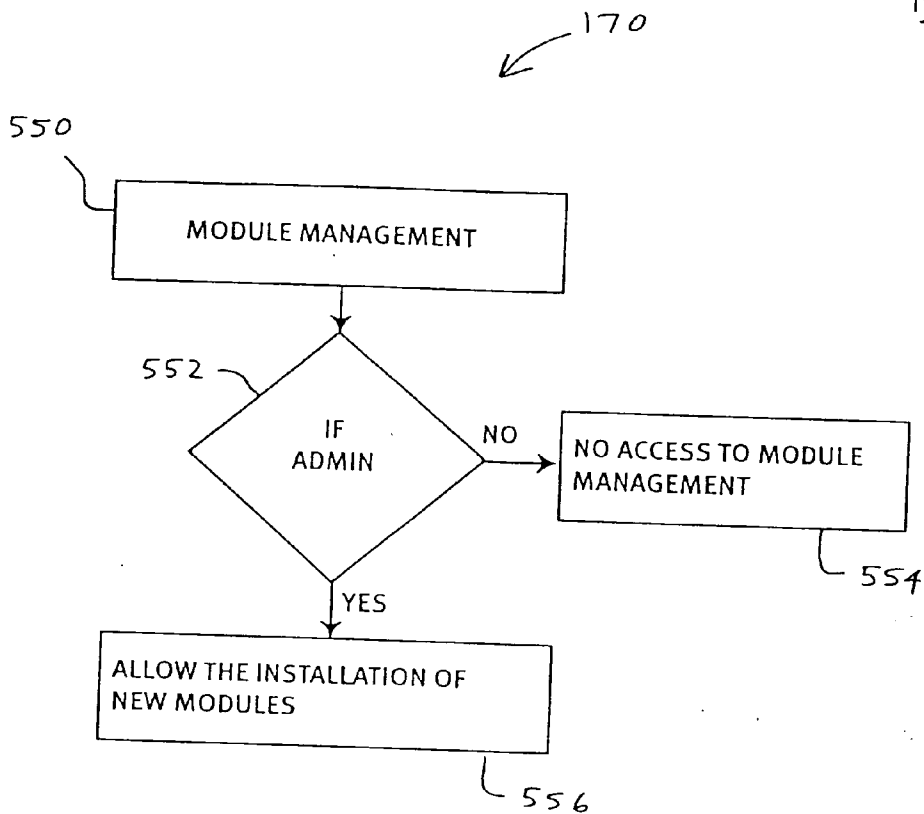 170
550
MODULE MANAGEMENT
552
IF
ADMIN
NO
NO ACCESS TO MODULE
MANAGEMENT
554
YES
ALLOW THE INSTALLATION OF
NEW MODULES
556